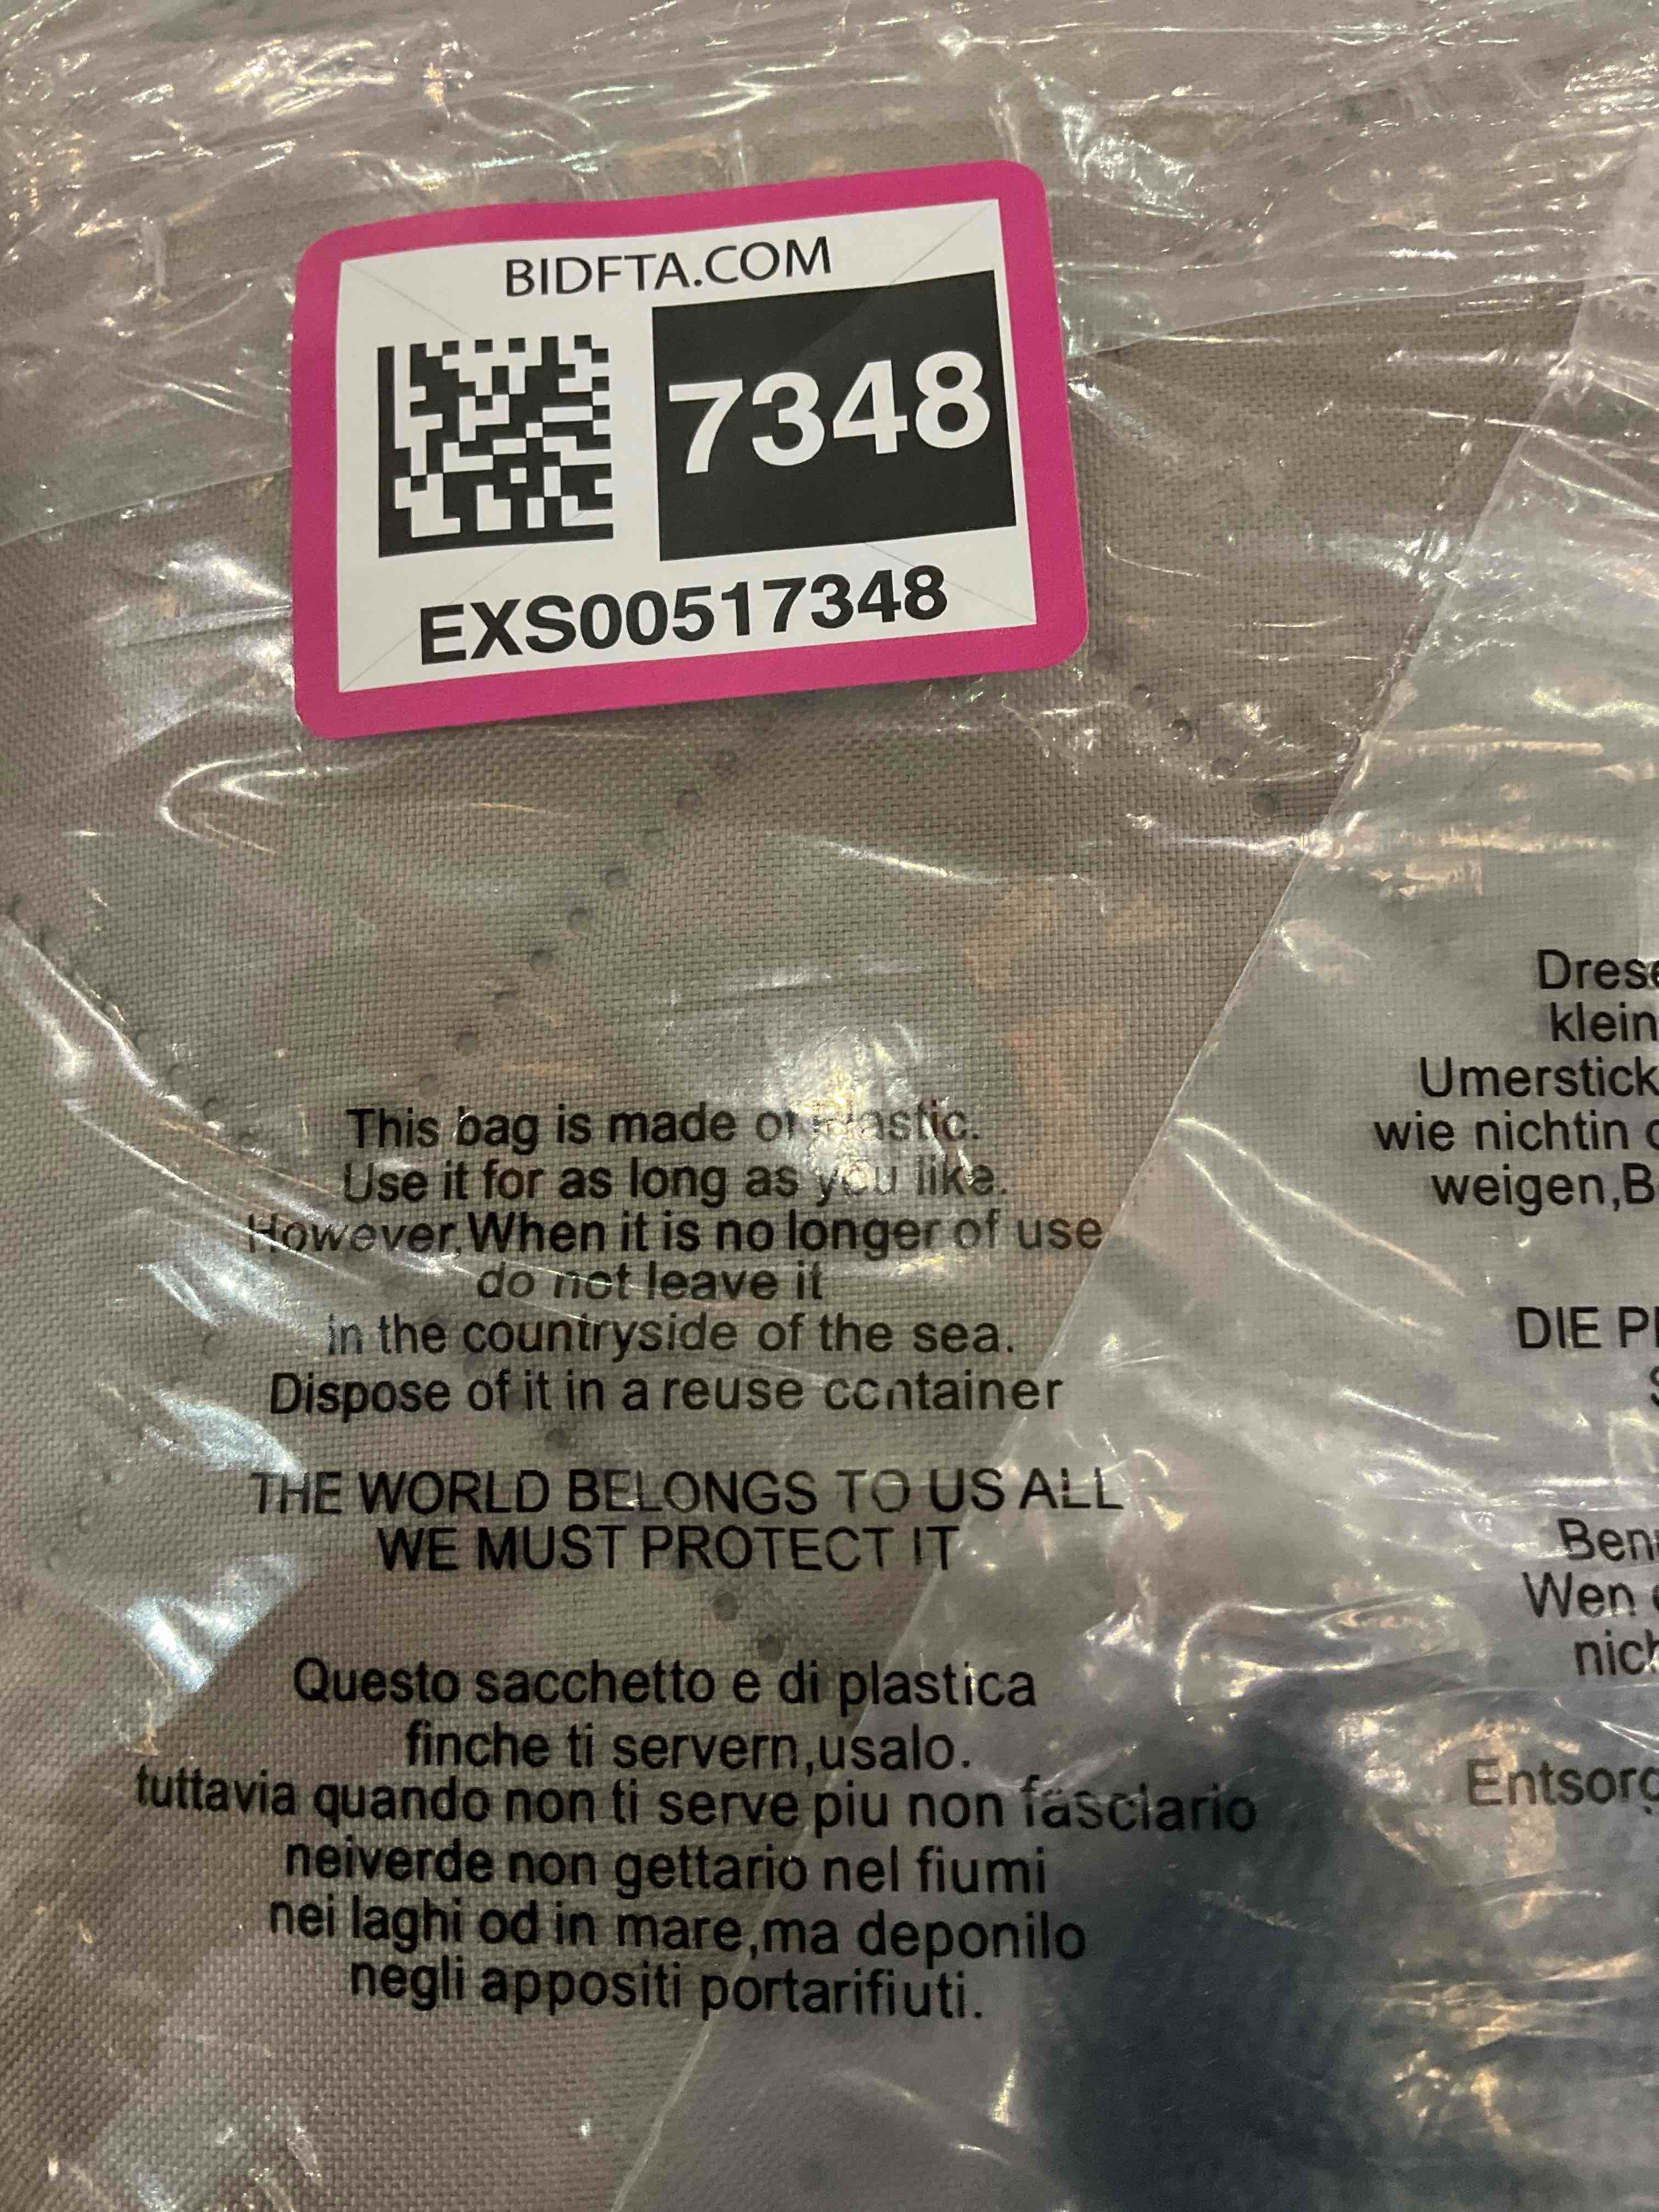 BIDFTA.COM
7348
EXS00517348
This bag is made of plastic.
Use it for as long as you like.
However,When it is no longer of use
do not leave it
in the countryside of the sea.
Dispose of it in a reuse container
THE WORLD BELONGS TO US ALL
WE MUST PROTECT IT
Questo sacchetto e di plastica
finche ti servern,usalo.
tuttavia quando non ti serve piu non fasclario
neiverde non gettario nel fiumi
nei laghi od in mare,ma deponilo
negli appositi portarifiuti.
klein
Umerstick
wie nichtin
weigen,
DIE
Wen